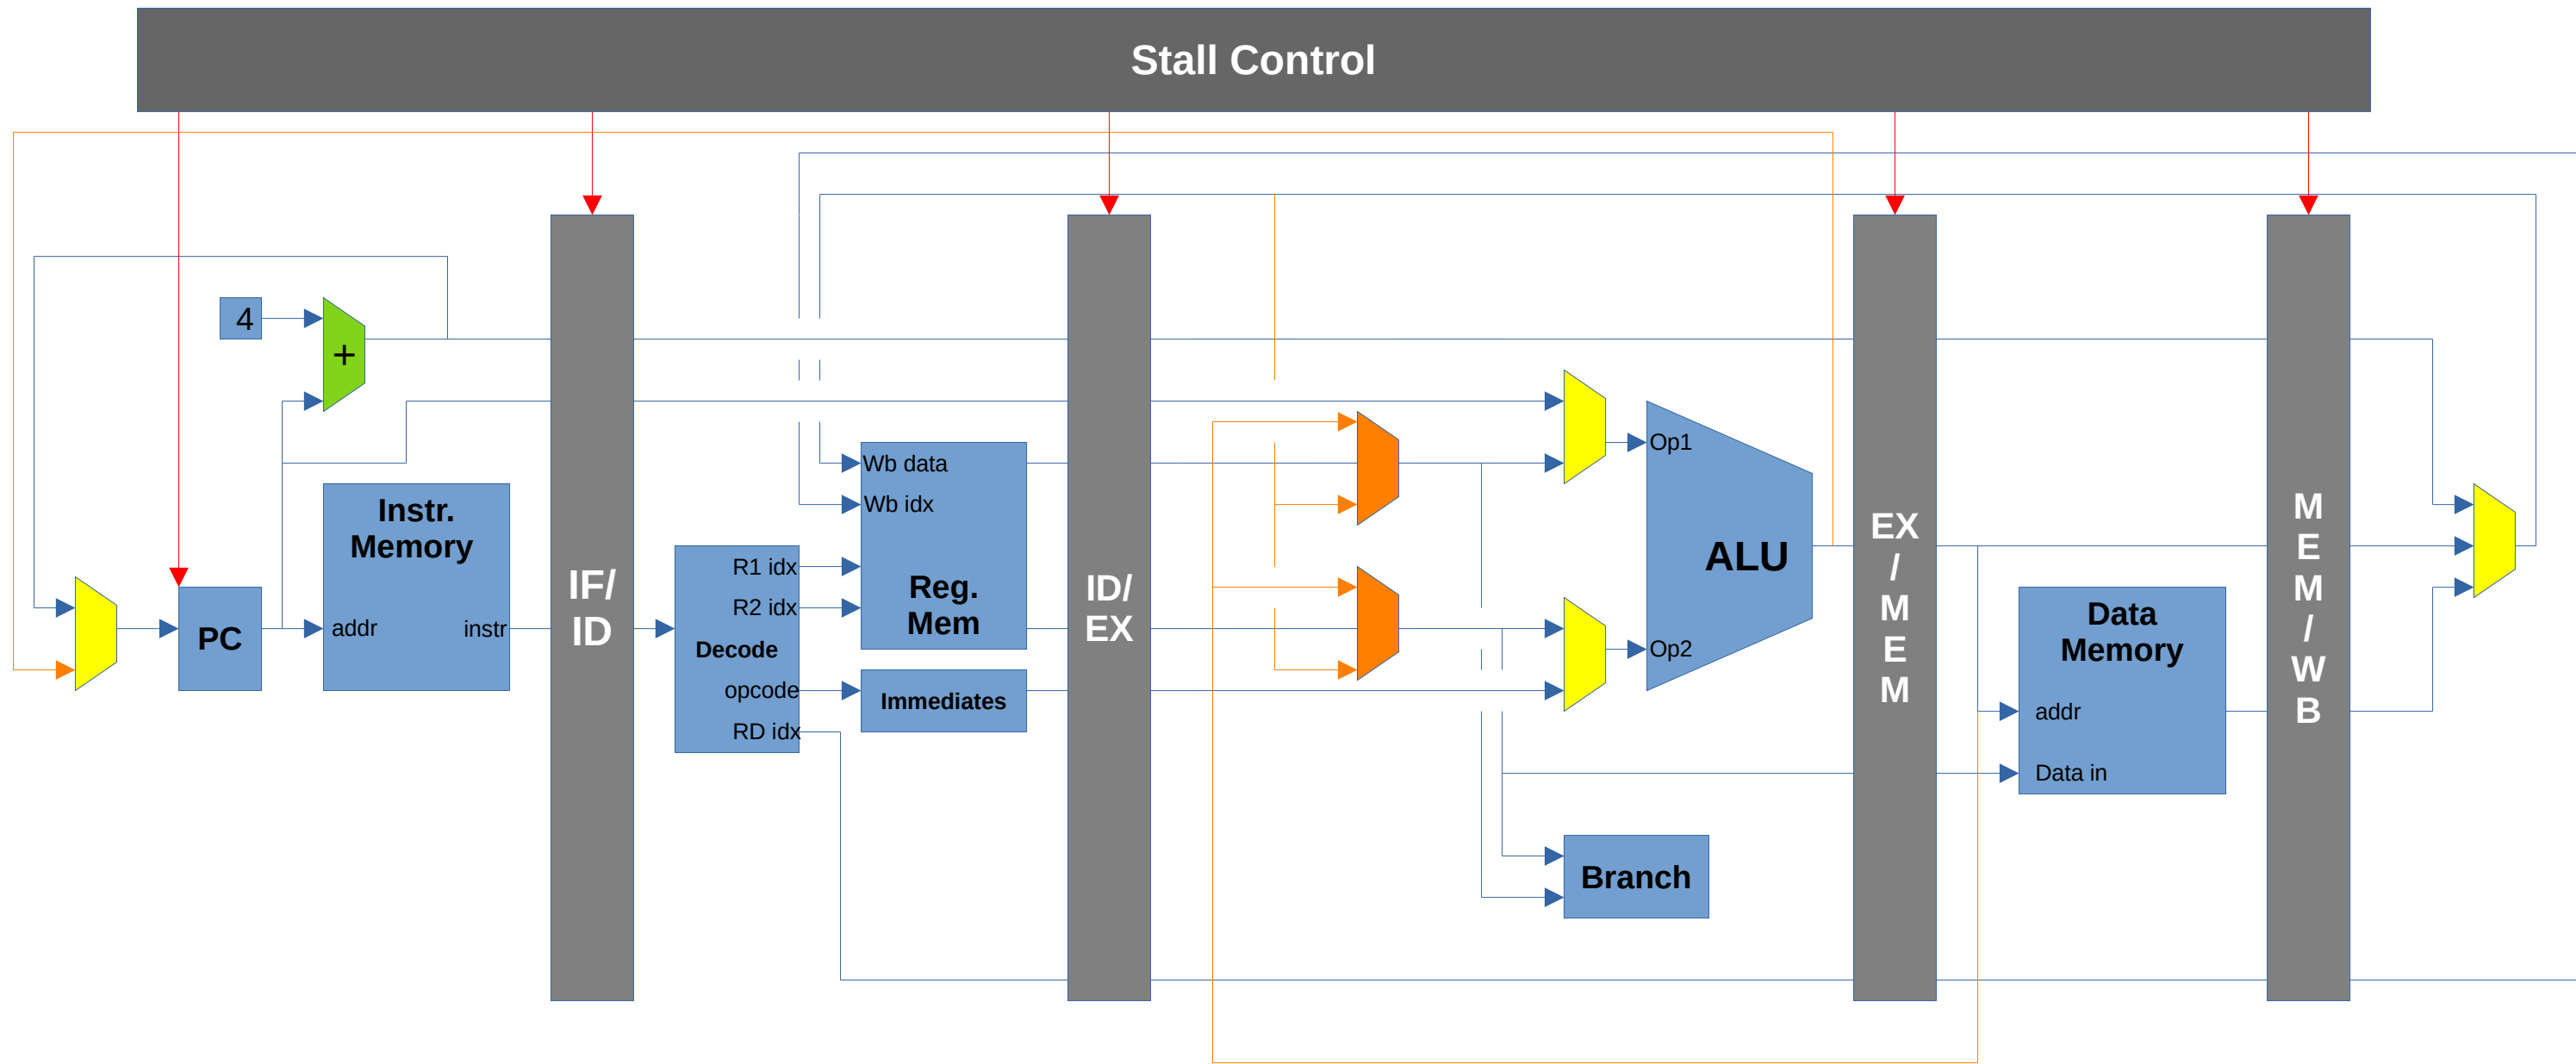 Stall Control
4
+
Instr.
Memory
addr
instr
PC
IF/
ID
R1 idx
R2 idx
Decode
opcode
RD idx
Wb data
Wb idx
Reg.
Mem
Immediates
ID/
EX
Op1
Op2
ALU
Branch
EX
/
M
E
M
Data
Memory
addr
Data in
M
E
M
/
W
B